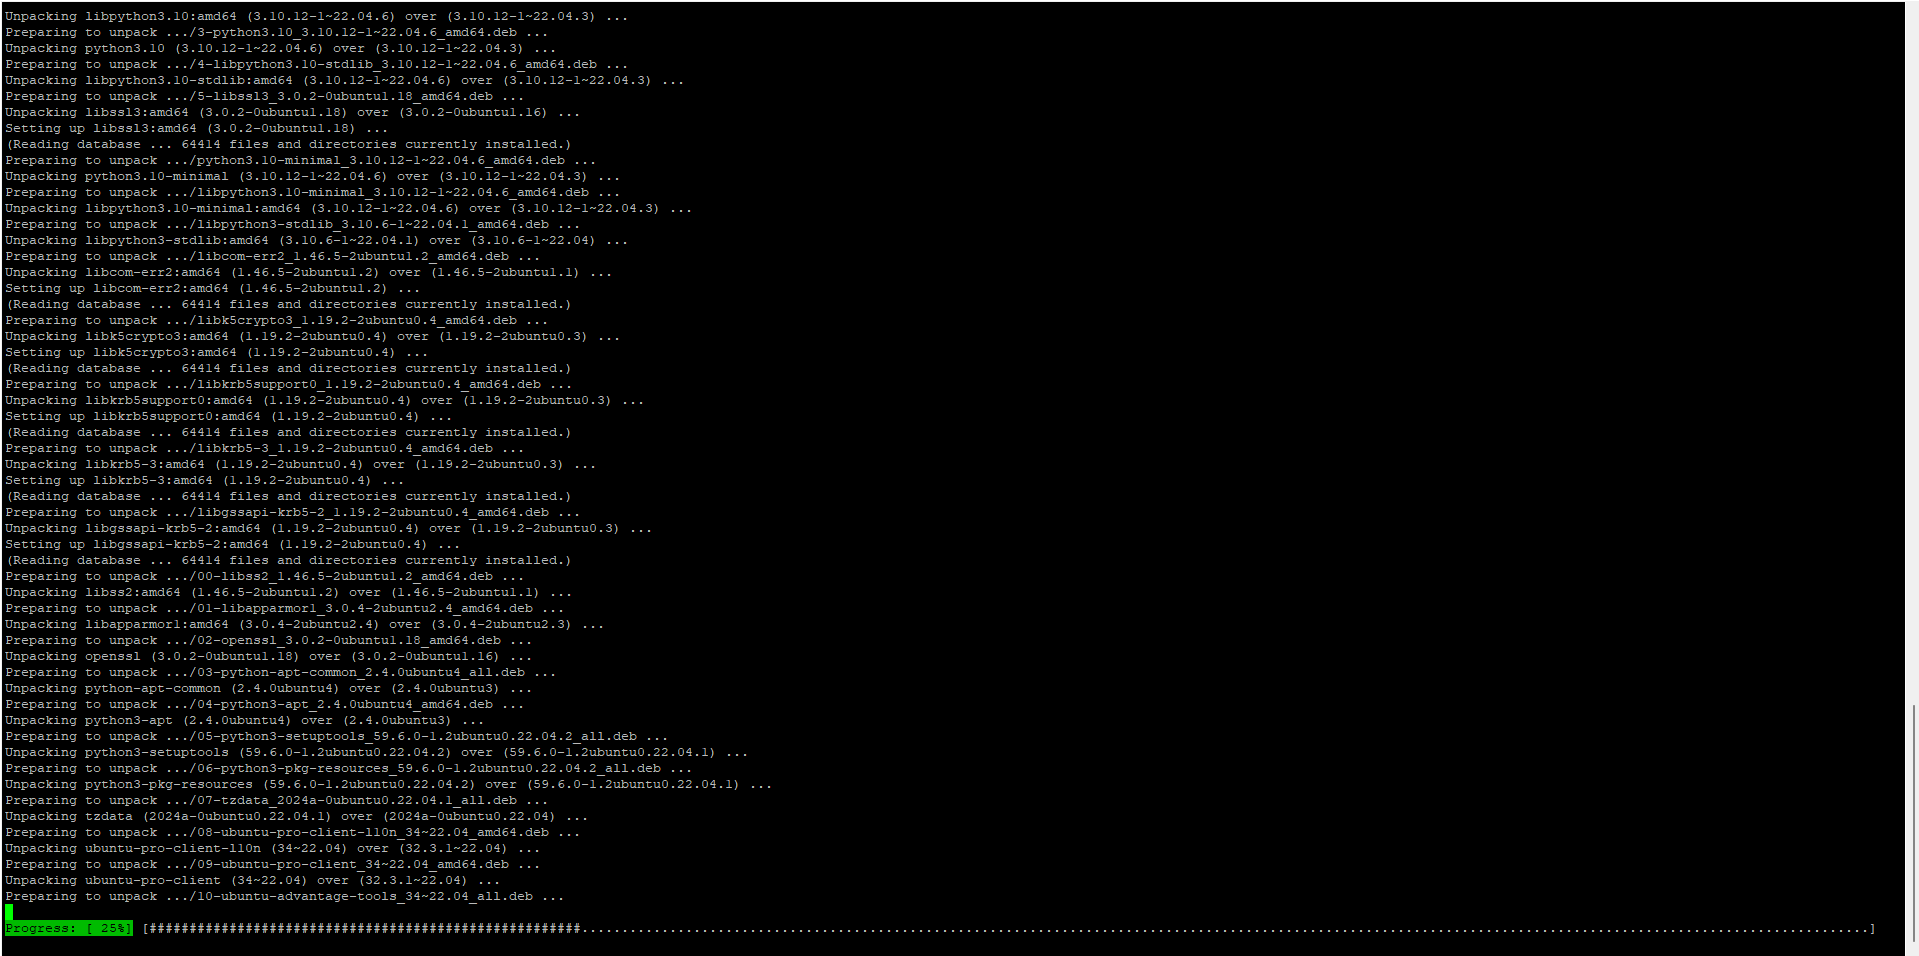 Unpacking libpython3.10:amd64 (3.10.12-1~22.04.6) over (3.10.12-1~22.04.3) ...
Preparing to unpack .../3-python3.10_3.10.12-1~22.04.6_amd64.deb ...
Unpacking python3.10 (3.10.12-1~22.04.6) over (3.10.12-1~22.04.3) ...
Preparing to unpack .../4-libpython3.10-stdlib_3.10.12-1~22.04.6_amd64.deb ...
Unpacking libpython3.10-stdlib:amd64 (3.10.12-1~22.04.6) over (3.10.12-1~22.04.3) ...
Preparing to unpack .../5-libssl3_3.0.2-0ubuntu1.18_amd64.deb ...
Unpacking libssl3:amd64 (3.0.2-0ubuntu1.18) over (3.0.2-0ubuntu1.16) ...
Setting up libssl3:amd64 (3.0.2-0ubuntu1.18) ...
(Reading database ... 64414 files and directories currently installed.)
Preparing to unpack .../python3.10-minimal_3.10.12-1~22.04.6_amd64.deb ...
Unpacking python3.10-minimal (3.10.12-1~22.04.6) over (3.10.12-1~22.04.3) ...
Preparing to unpack .../libpython3.10-minimal_3.10.12-1~22.04.6_amd64.deb ...
Unpacking libpython3.10-minimal:amd64 (3.10.12-1~22.04.6) over (3.10.12-1~22.04.3) ...
Preparing to unpack .../libpython3-stdlib_3.10.6-1~22.04.1_amd64.deb ...
Unpacking libpython3-stdlib:amd64 (3.10.6-1~22.04.1) over (3.10.6-1~22.04) ...
Preparing to unpack .../libcom-err2_1.46.5-2ubuntu1.2_amd64.deb ...
Unpacking libcom-err2:amd64 (1.46.5-2ubuntu1.2) over (1.46.5-2ubuntu1.1) ...
Setting up libcom-err2:amd64 (1.46.5-2ubuntu1.2) ...
(Reading database ... 64414 files and directories currently installed.)
Preparing to unpack .../libk5crypto3_1.19.2-2ubuntu0.4_amd64.deb ...
Unpacking libk5crypto3:amd64 (1.19.2-2ubuntu0.4) over (1.19.2-2ubuntu0.3) ...
Setting up libk5crypto3:amd64 (1.19.2-2ubuntu0.4) ...
(Reading database ... 64414 files and directories currently installed.)
Preparing to unpack .../libkrb5support0_1.19.2-2ubuntu0.4_amd64.deb ...
Unpacking libkrb5support0:amd64 (1.19.2-2ubuntu0.4) over (1.19.2-2ubuntu0.3) ...
Setting up libkrb5support0:amd64 (1.19.2-2ubuntu0.4) ...
(Reading database ... 64414 files and directories currently installed.)
Preparing to unpack .../libkrb5-3_1.19.2-2ubuntu0.4_amd64.deb ...
Unpacking libkrb5-3:amd64 (1.19.2-2ubuntu0.4) over (1.19.2-2ubuntu0.3) ...
Setting up libkrb5-3:amd64 (1.19.2-2ubuntu0.4) ...
(Reading database ... 64414 files and directories currently installed.)
Preparing to unpack .../libgssapi-krb5-2_1.19.2-2ubuntu0.4_amd64.deb ...
Unpacking libgssapi-krb5-2:amd64 (1.19.2-2ubuntu0.4) over (1.19.2-2ubuntu0.3) ...
Setting up libgssapi-krb5-2:amd64 (1.19.2-2ubuntu0.4) ...
(Reading database ... 64414 files and directories currently installed.)
Preparing to unpack .../00-libss2_1.46.5-2ubuntu1.2_amd64.deb ...
Unpacking libss2:amd64 (1.46.5-2ubuntu1.2) over (1.46.5-2ubuntu1.1) ...
Preparing to unpack .../01-libapparmor1_3.0.4-2ubuntu2.4_amd64.deb ...
Unpacking libapparmor1:amd64 (3.0.4-2ubuntu2.4) over (3.0.4-2ubuntu2.3) ...
Preparing to unpack .../02-openssl_3.0.2-0ubuntu1.18_amd64.deb ...
Unpacking openssl (3.0.2-0ubuntu1.18) over (3.0.2-0ubuntu1.16) ...
Preparing to unpack .../03-python-apt-common_2.4.0ubuntu4_all.deb ...
Unpacking python-apt-common (2.4.0ubuntu4) over (2.4.0ubuntu3) ...
Preparing to unpack .../04-python3-apt_2.4.0ubuntu4_amd64.deb ...
Unpacking python3-apt (2.4.0ubuntu4) over (2.4.0ubuntu3) ...
Preparing to unpack .../05-python3-setuptools_59.6.0-1.2ubuntu0.22.04.2_all.deb ...
Unpacking python3-setuptools (59.6.0-1.2ubuntu0.22.04.2) over (59.6.0-1.2ubuntu0.22.04.1) ...
Preparing to unpack .../06-python3-pkg-resources_59.6.0-1.2ubuntu0.22.04.2_all.deb ...
Unpacking python3-pkg-resources (59.6.0-1.2ubuntu0.22.04.2) over (59.6.0-1.2ubuntu0.22.04.1) ...
Preparing to unpack .../07-tzdata_2024a-0ubuntu0.22.04.1_all.deb ...
Unpacking tzdata (2024a-0ubuntu0.22.04.1) over (2024a-0ubuntu0.22.04) ...
Preparing to unpack .../08-ubuntu-pro-client-l10n_34~22.04_amd64.deb ...
Unpacking ubuntu-pro-client-l10n (34~22.04) over (32.3.1~22.04) ...
Preparing to unpack .../09-ubuntu-pro-client_34~22.04_amd64.deb ...
Unpacking ubuntu-pro-client (34~22.04) over (32.3.1~22.04) ...
Preparing to unpack .../10-ubuntu-advantage-tools_34~22.04_all.deb ...
Progress: [ 25%] [######################################################.................................................................................................................................................................]